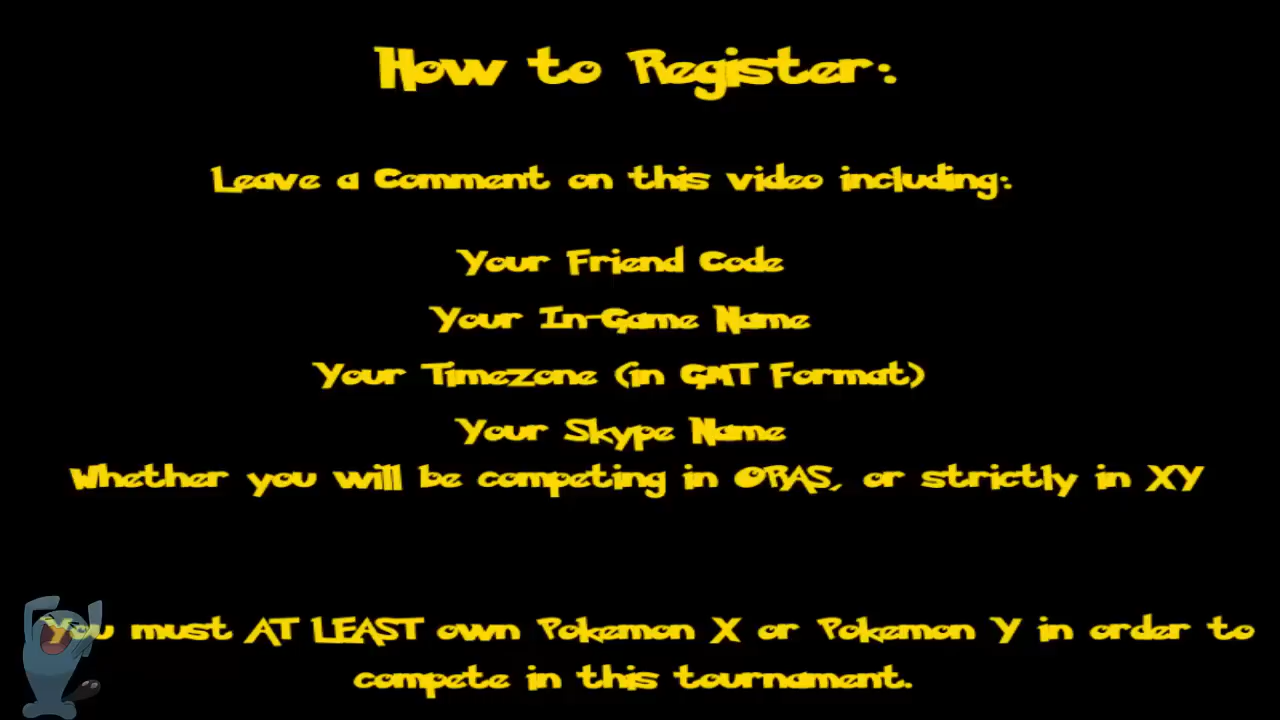 How to Register:
Leave a Comment on this video including:
Your Friend Code
Your In-Game Name
Your Timezone (in GMT Format)
Your Skype Name
Whether you will be competing in ORAS, or strictly in XY
You must AT LEAST own Pokemon X or Pokemon Y in order to
compete in this tournament.